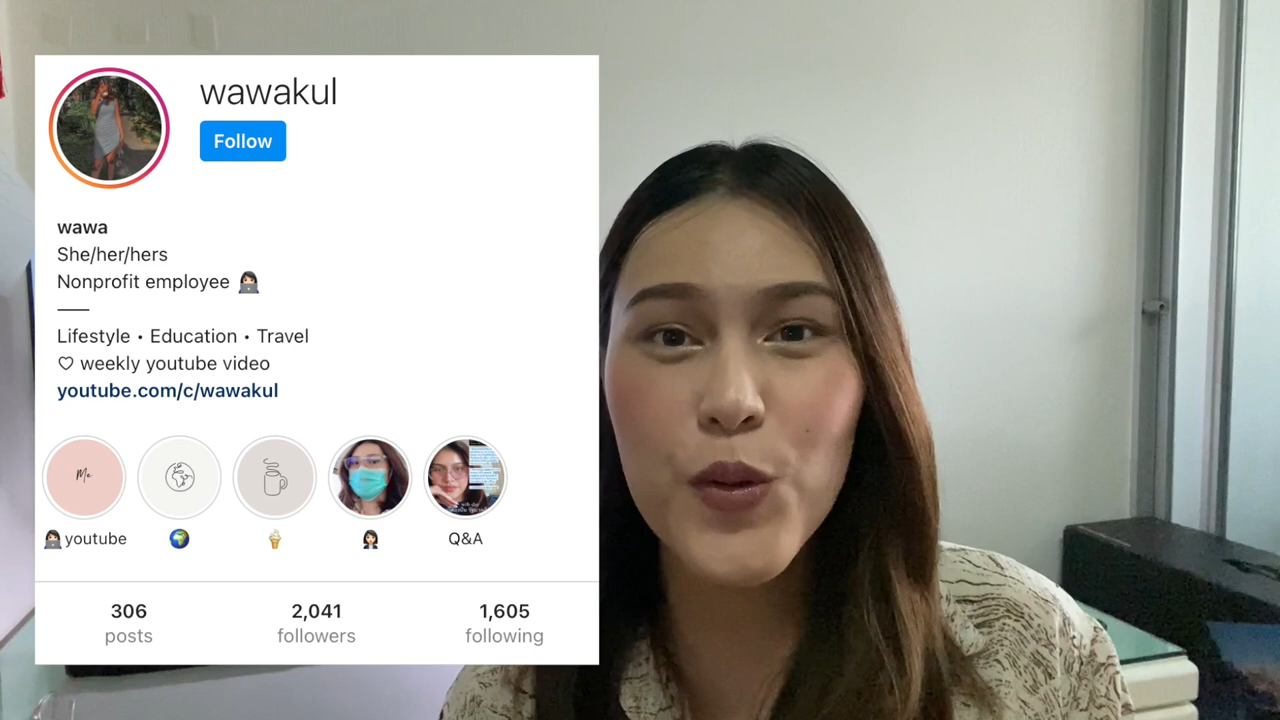 wawakul
Follow
wawa
She/her/hers
Nonprofit employee 👩🏻‍💻
Lifestyle • Education • Travel
♡ weekly youtube video
youtube.com/c/wawakul
Me
👩🏻‍💻 youtube
🌍
🍦
👩🏻‍💼
Q&A
306 posts
2,041 followers
1,605 following